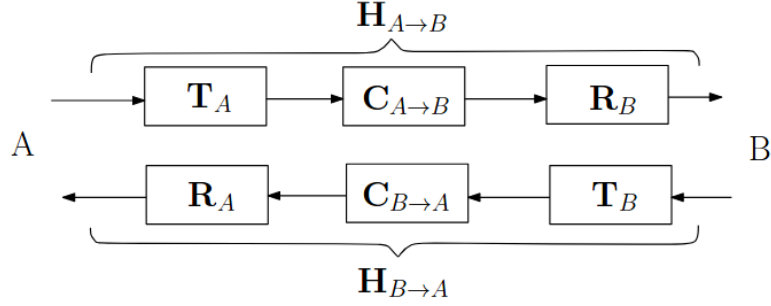 H_{A→B}
T_A C_{A→B} R_B
A B
R_A C_{B→A} T_B
H_{B→A}